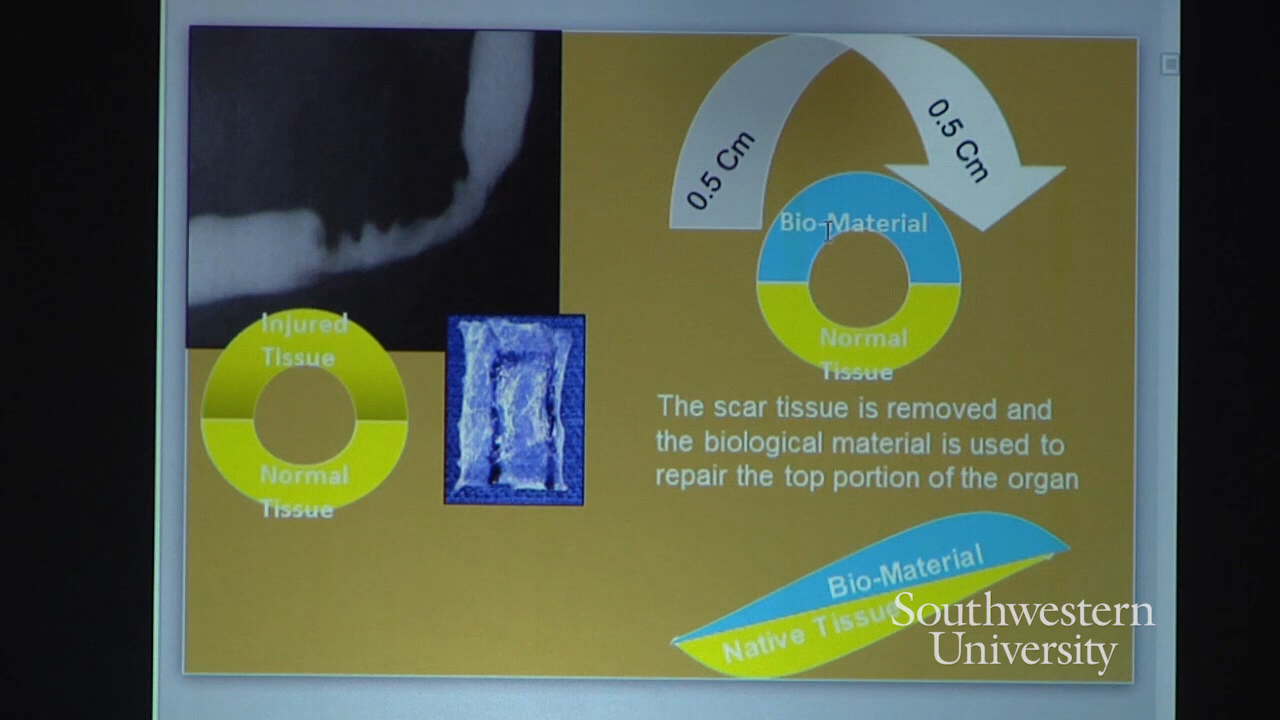 0.5 Cm
0.5 Cm
Bio-Material
Normal
Tissue
Injured
Tissue
Normal
Tissue
The scar tissue is removed and
the biological material is used to
repair the top portion of the organ
Bio-Material
Native Tissue
Southwestern
University